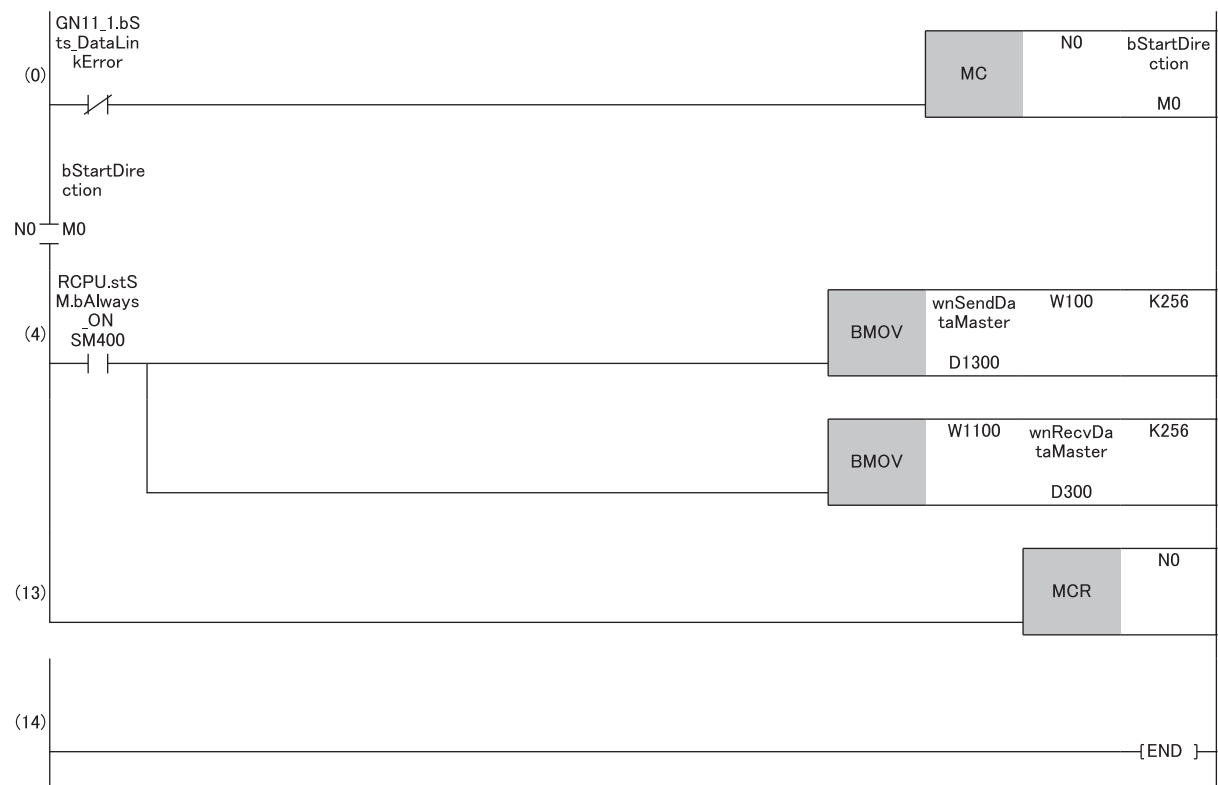 GN11_1.bS
ts_DataLin
kError
(0)
MC
N0
bStartDire
ction
M0
bStartDire
ction
N0
M0
RCPU.stS
M.bAlways
_ON
SM400
(4)
BMOV
wnSendDa
taMaster
D1300
W100
K256
BMOV
W1100
wnRecvDa
taMaster
D300
K256
(13)
MCR
N0
(14)
[END ]